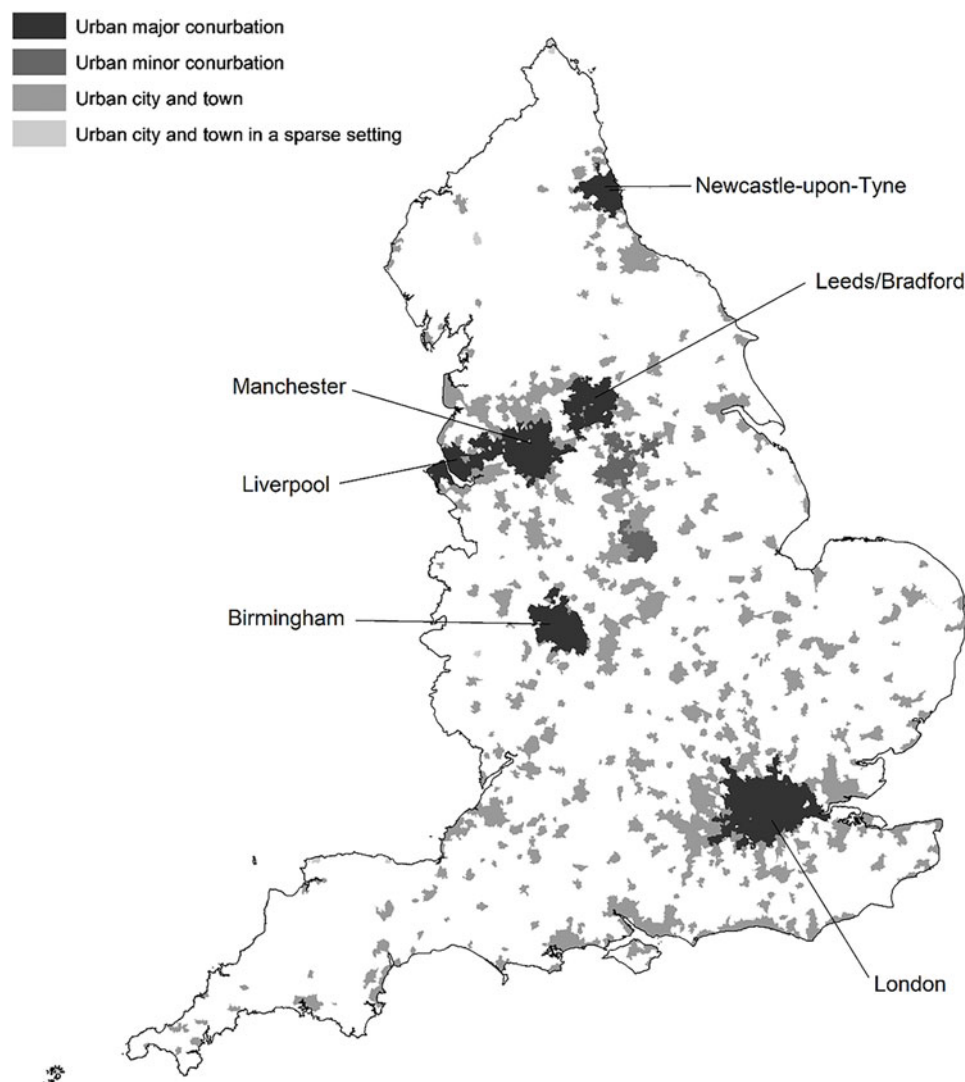 Urban major conurbation
Urban minor conurbation
Urban city and town
Urban city and town in a sparse setting
Newcastle-upon-Tyne
Leeds/Bradford
Manchester
Liverpool
Birmingham
London